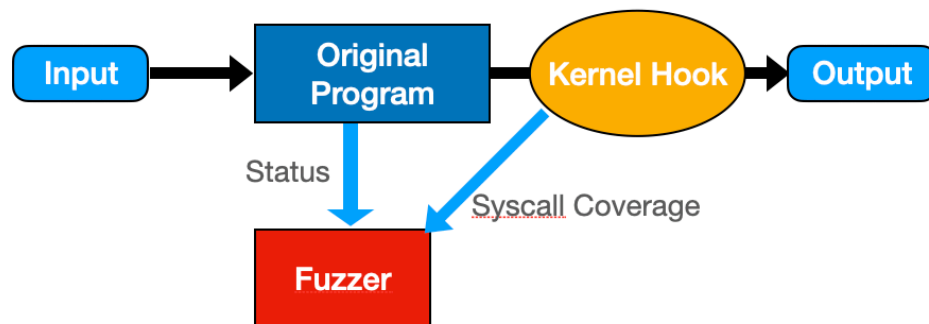 Input
Original
Program
Kernel Hook
Output
Status
Syscall Coverage
Fuzzer